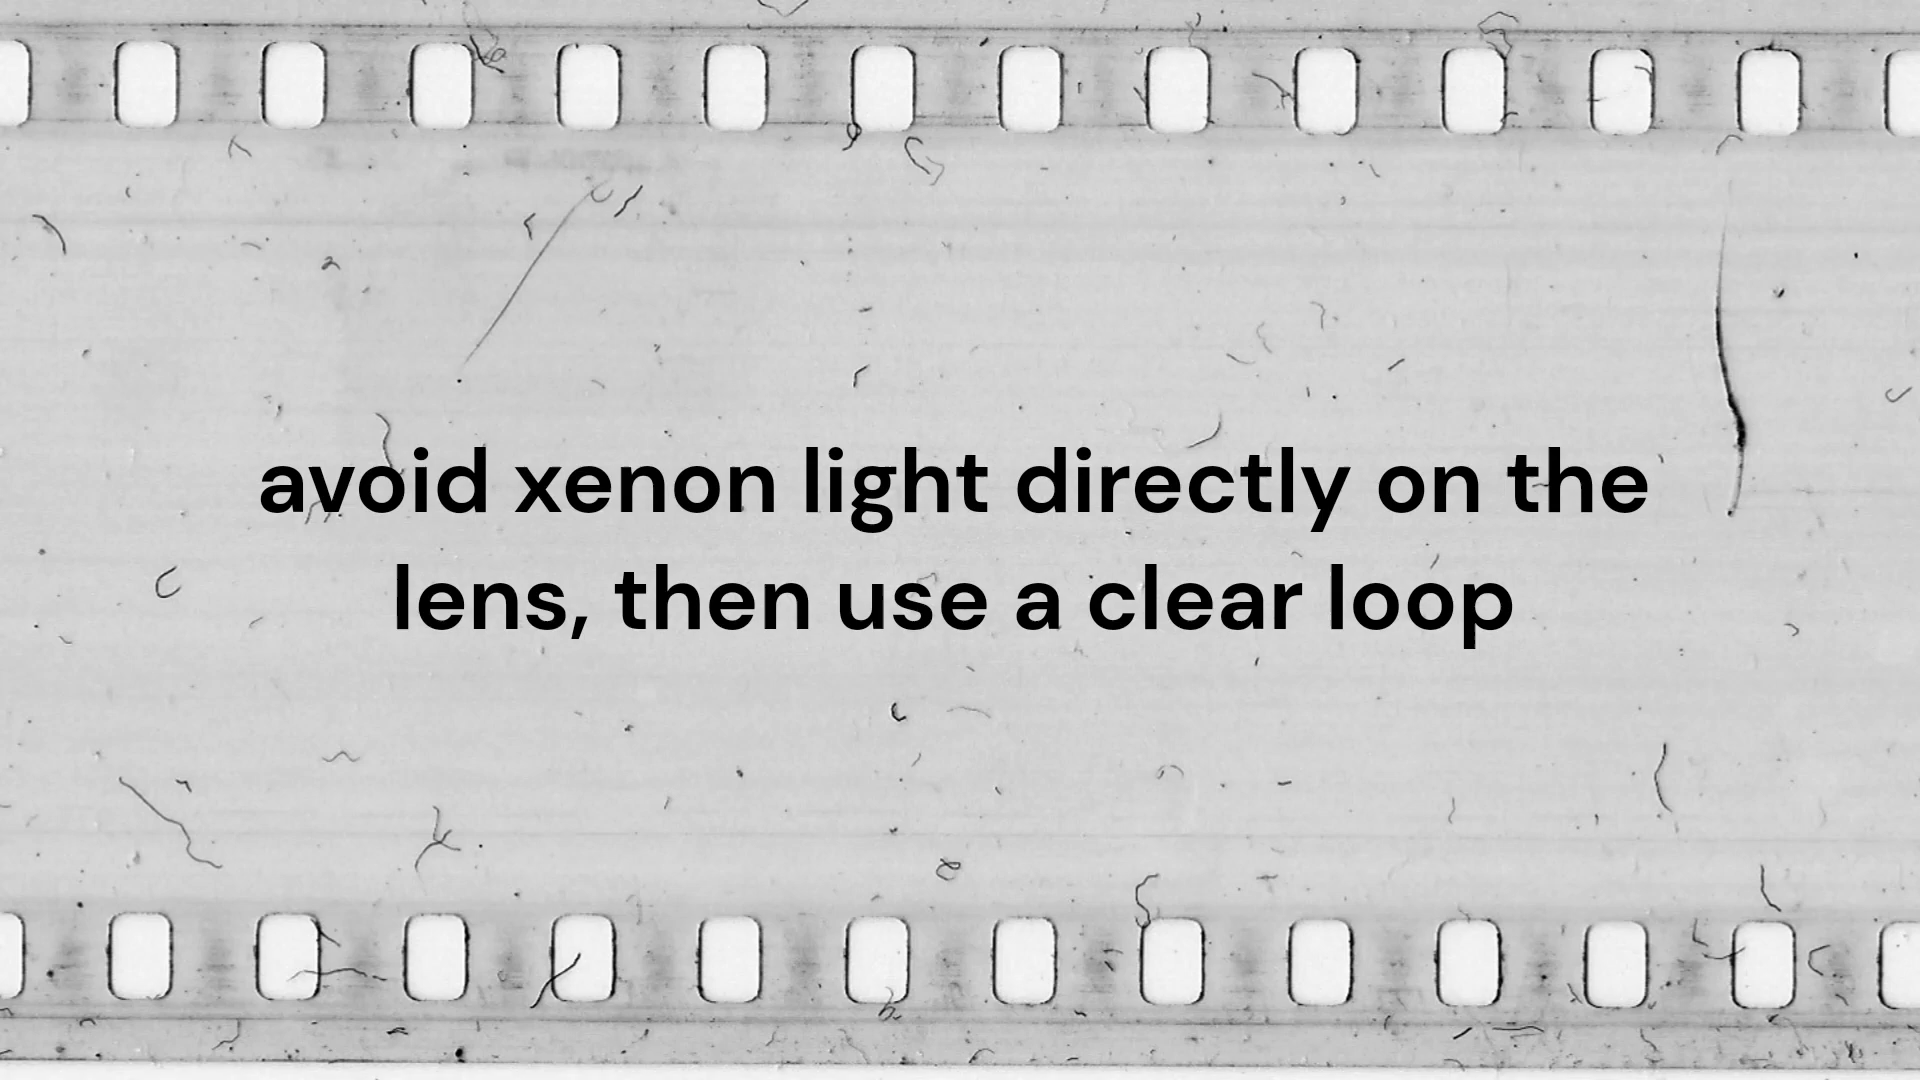 avoid xenon light directly on the
lens, then use a clear loop